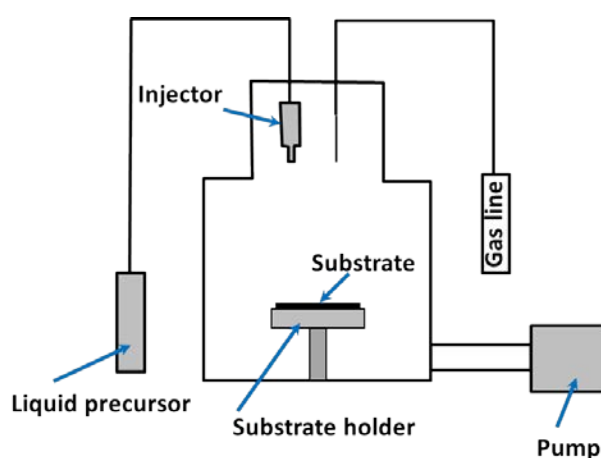 Injector
Gas line
Substrate
Liquid precursor
Substrate holder
Pump